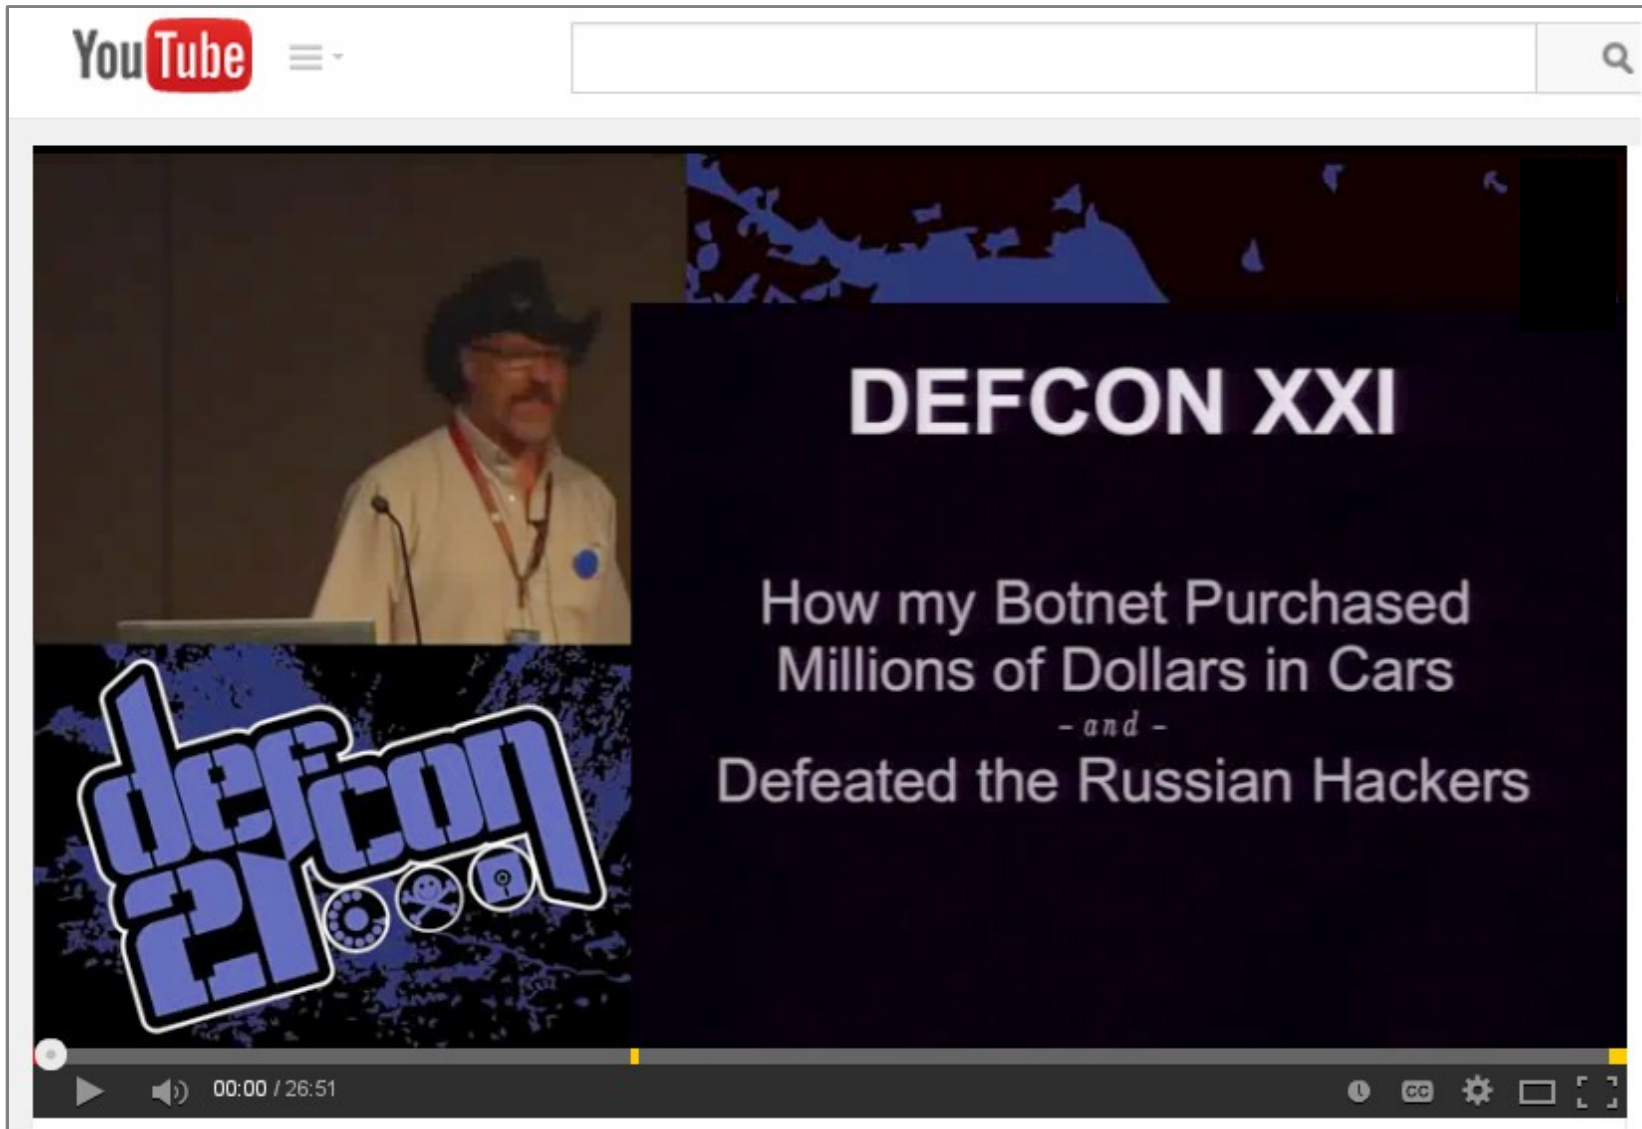 YouTube
DEFCON XXI
How my Botnet Purchased
Millions of Dollars in Cars
- and -
Defeated the Russian Hackers
defcon
21
00:00 / 26:51
CC